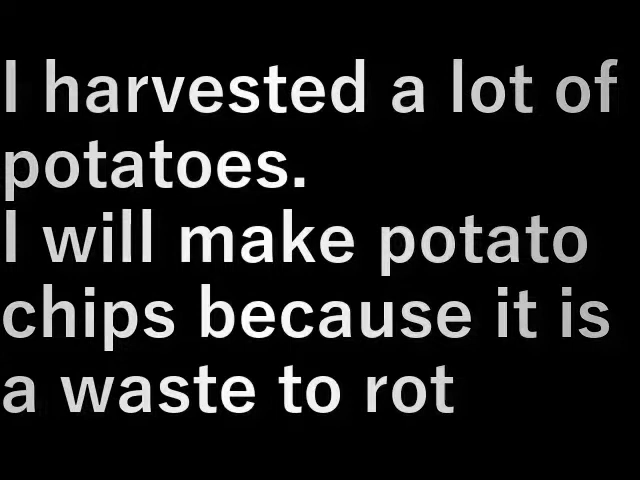 I harvested a lot of
potatoes.
I will make potato
chips because it is
a waste to rot